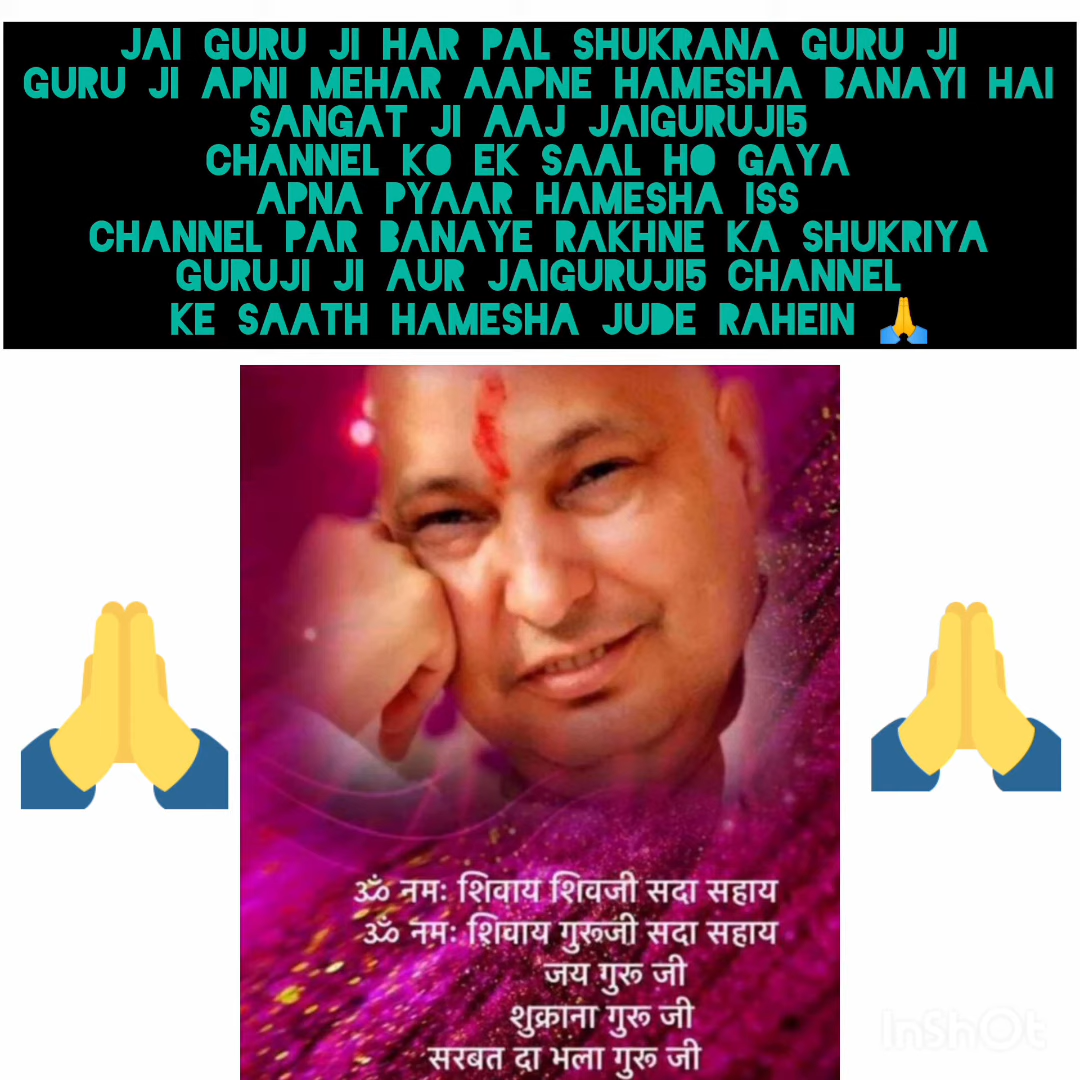 JAI GURU JI HAR PAL SHUKRANA GURU JI
GURU JI APNI MEHAR AAPNE HAMESHA BANAYI HAI
SANGAT JI AAJ JAIGURUJI5
CHANNEL KO EK SAAL HO GAYA
APNA PYAAR HAMESHA ISS
CHANNEL PAR BANAYE RAKHNE KA SHUKRIYA
GURUJI JI AUR JAIGURUJI5 CHANNEL
KE SAATH HAMESHA JUDE RAHEIN 🙏
ॐ नमः शिवाय शिवजी सदा सहाय
ॐ नमः शिवाय गुरूजी सदा सहाय
जय गुरू जी
शुक्राना गुरू जी
सरबत दा भला गुरू जी
InShOt